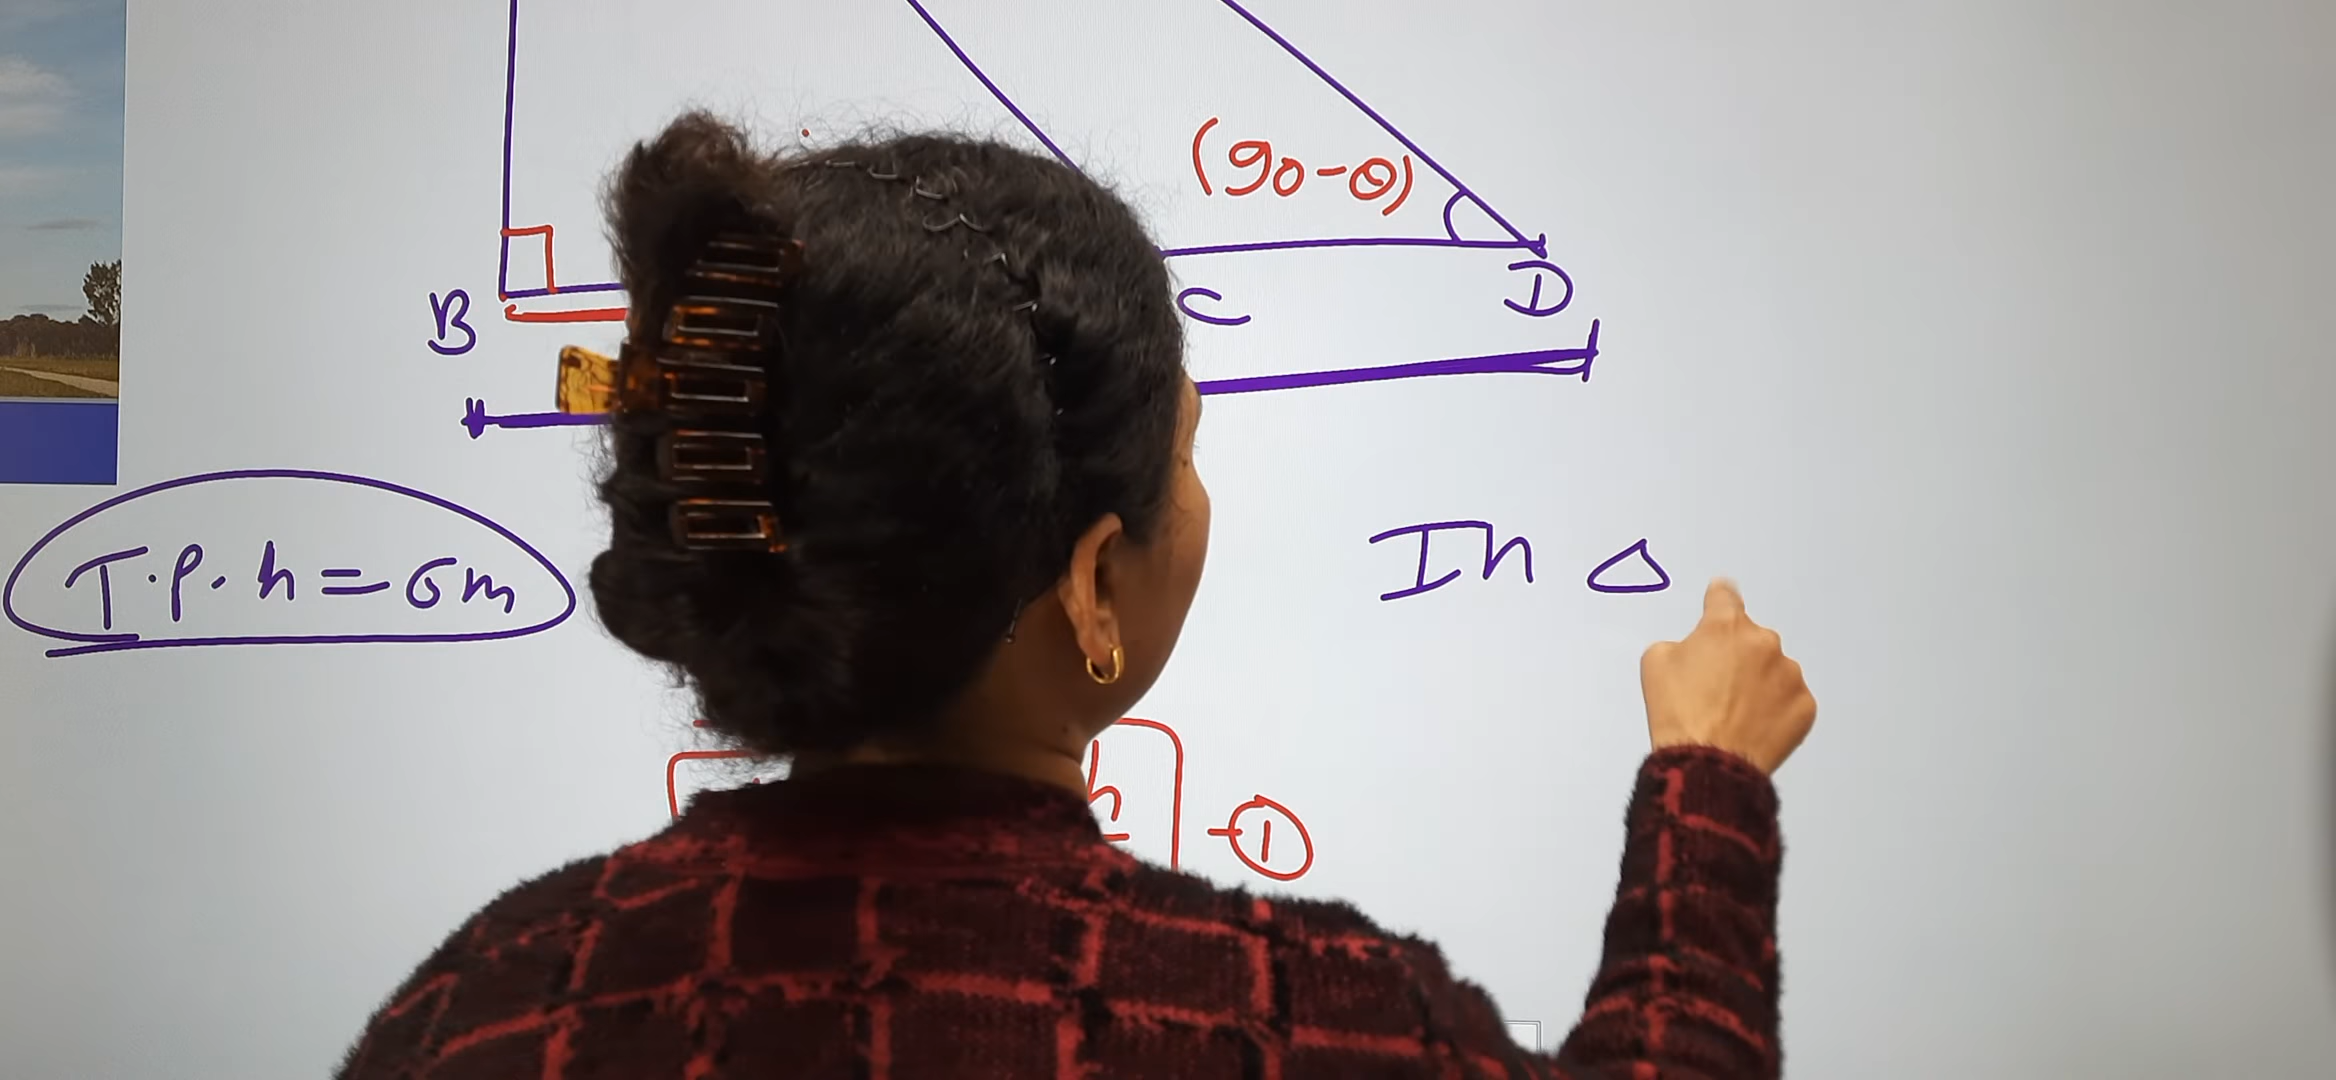 (90-θ)
B
C
D
T.P. h = 6m
In △
h
-①